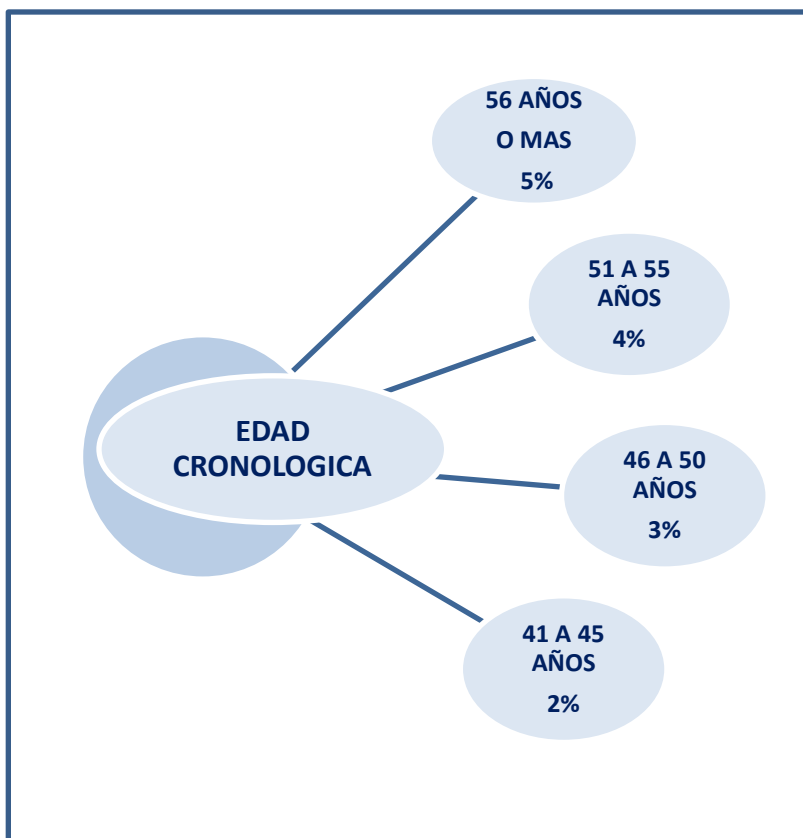 56 AÑOS
O MAS
5%
51 A 55
AÑOS
4%
EDAD
CRONOLOGICA
46 A 50
AÑOS
3%
41 A 45
AÑOS
2%